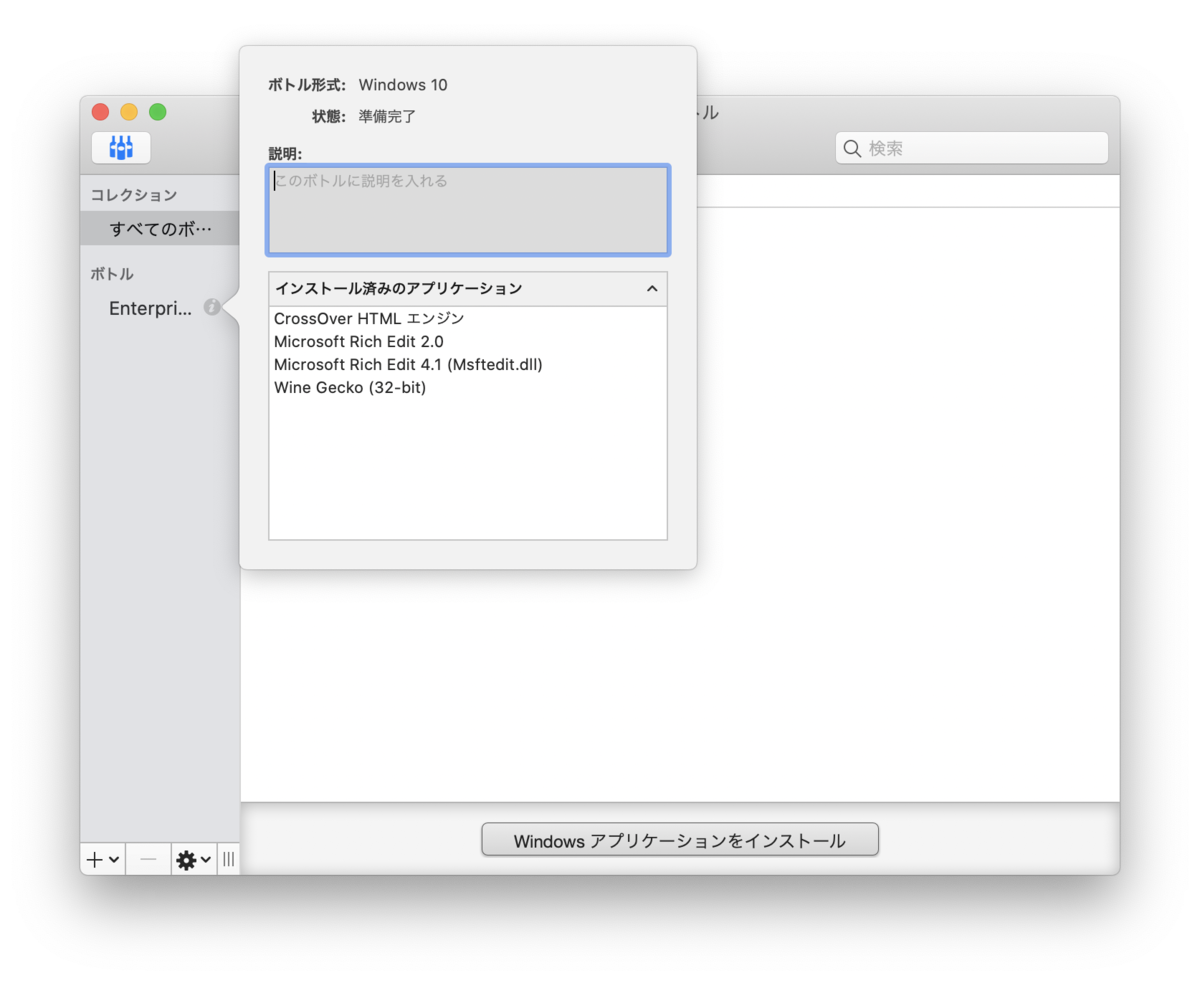 ボトル形式: Windows 10
状態: 準備完了
説明:
このボトルに説明を入れる
インストール済みのアプリケーション
CrossOver HTML エンジン
Microsoft Rich Edit 2.0
Microsoft Rich Edit 4.1 (Msftedit.dll)
Wine Gecko (32-bit)
トル
検索
コレクション
すべてのボ…
ボトル
Enterpri...
Windows アプリケーションをインストール